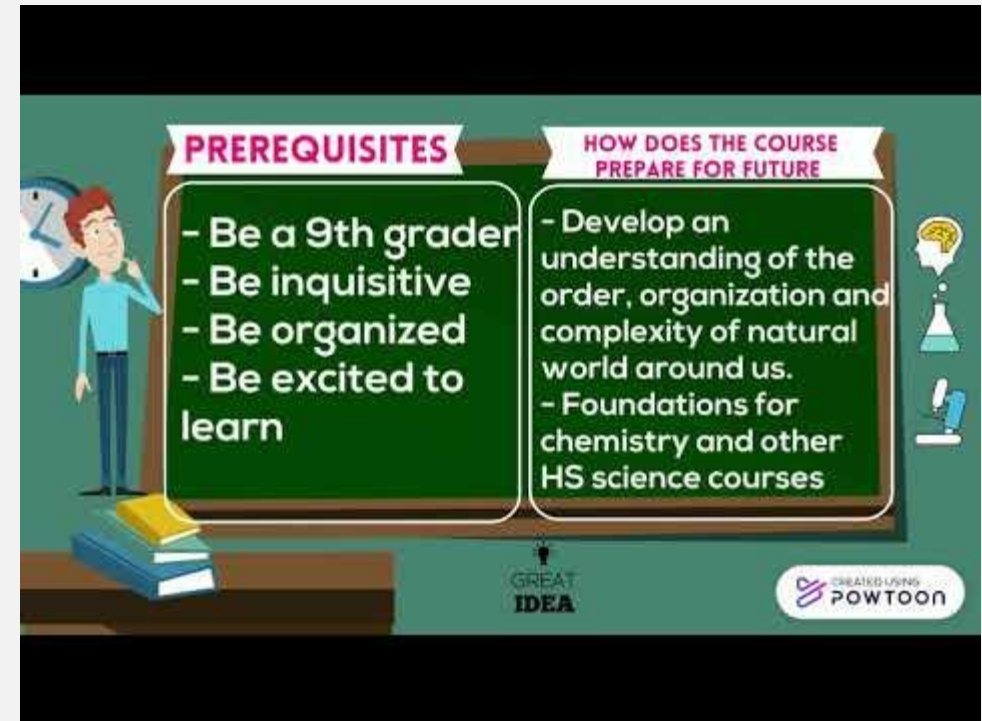 PREREQUISITES
- Be a 9th grader
- Be inquisitive
- Be organized
- Be excited to
learn
HOW DOES THE COURSE
PREPARE FOR FUTURE
- Develop an
understanding of the
order, organization and
complexity of natural
world around us.
- Foundations for
chemistry and other
HS science courses
GREAT
IDEA
CREATED USING
POWTOON